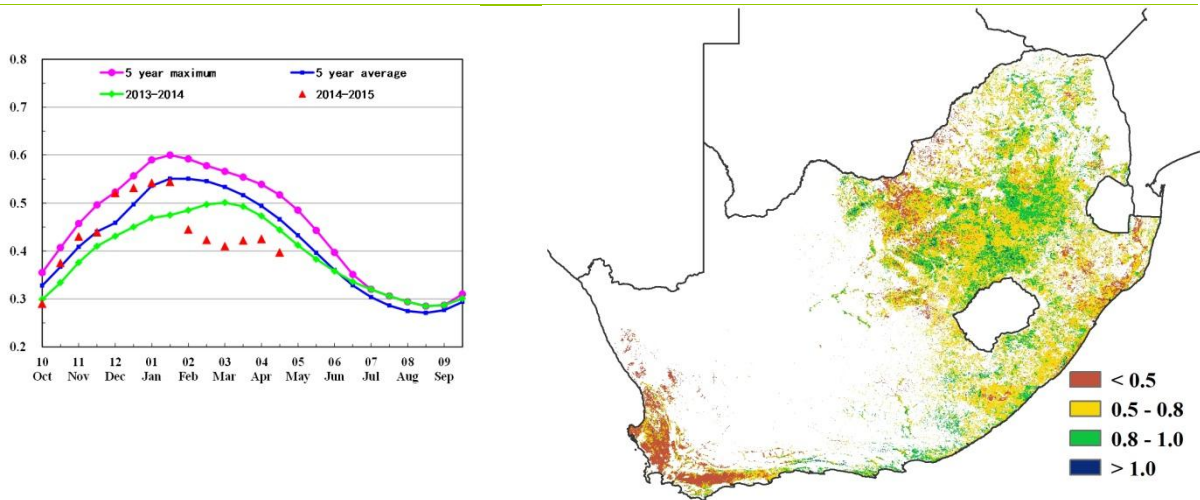 0.8
5 year maximum 5 year average
2013-2014 2014-2015
0.7
0.6
0.5
0.4
0.3
0.2
10 11 12 01 02 03 04 05 06 07 08 09
Oct Nov Dec Jan Feb Mar Apr May Jun Jul Aug Sep
< 0.5
0.5 - 0.8
0.8 - 1.0
> 1.0